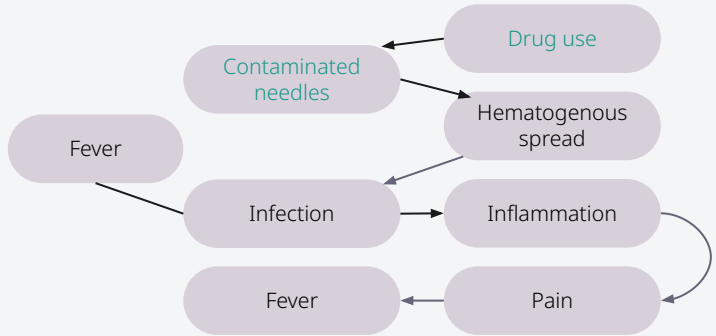 Drug use
Contaminated
needles
Hematogenous
spread
Fever
Infection
Inflammation
Fever
Pain